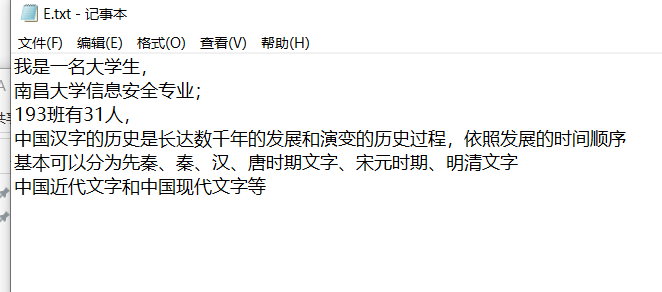 E.txt - 记事本
文件(F) 编辑(E) 格式(O) 查看(V) 帮助(H)
我是一名大学生，
南昌大学信息安全专业；
193班有31人，
中国汉字的历史是长达数千年的发展和演变的历史过程，依照发展的时间顺序
基本可以分为先秦、秦、汉、唐时期文字、宋元时期、明清文字
中国近代文字和中国现代文字等